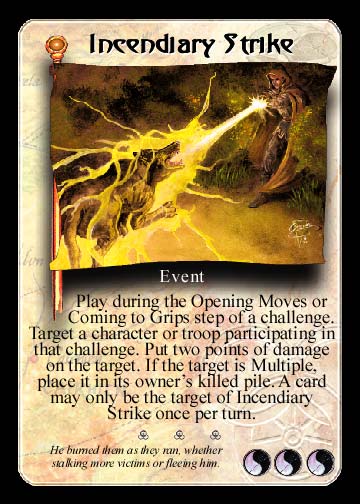 Incendiary Strike
Event
Play during the Opening Moves or
Coming to Grips step of a challenge.
Target a character or troop participating in
that challenge. Put two points of damage
on the target. If the target is Multiple,
place it in its owner's killed pile. A card
may only be the target of Incendiary
Strike once per turn.
He burned them as they ran, whether
stalking more victims or fleeing him.